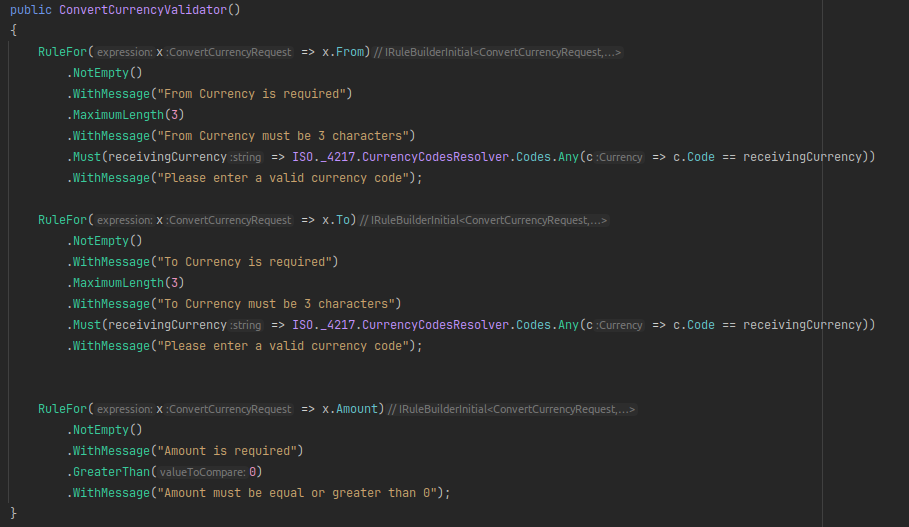 public ConvertCurrencyValidator()
{
RuleFor( expression: x :ConvertCurrencyRequest => x.From) // IRuleBuilderInitial<ConvertCurrencyRequest,...>
.NotEmpty()
.WithMessage("From Currency is required")
.MaximumLength(3)
.WithMessage("From Currency must be 3 characters")
.Must(receivingCurrency :string => ISO._4217.CurrencyCodesResolver.Codes.Any(c :Currency => c.Code == receivingCurrency))
.WithMessage("Please enter a valid currency code");
RuleFor( expression: x :ConvertCurrencyRequest => x.To) // IRuleBuilderInitial<ConvertCurrencyRequest,...>
.NotEmpty()
.WithMessage("To Currency is required")
.MaximumLength(3)
.WithMessage("To Currency must be 3 characters")
.Must(receivingCurrency :string => ISO._4217.CurrencyCodesResolver.Codes.Any(c :Currency => c.Code == receivingCurrency))
.WithMessage("Please enter a valid currency code");
RuleFor( expression: x :ConvertCurrencyRequest => x.Amount) // IRuleBuilderInitial<ConvertCurrencyRequest,...>
.NotEmpty()
.WithMessage("Amount is required")
.GreaterThan( valueToCompare: 0)
.WithMessage("Amount must be equal or greater than 0");
}